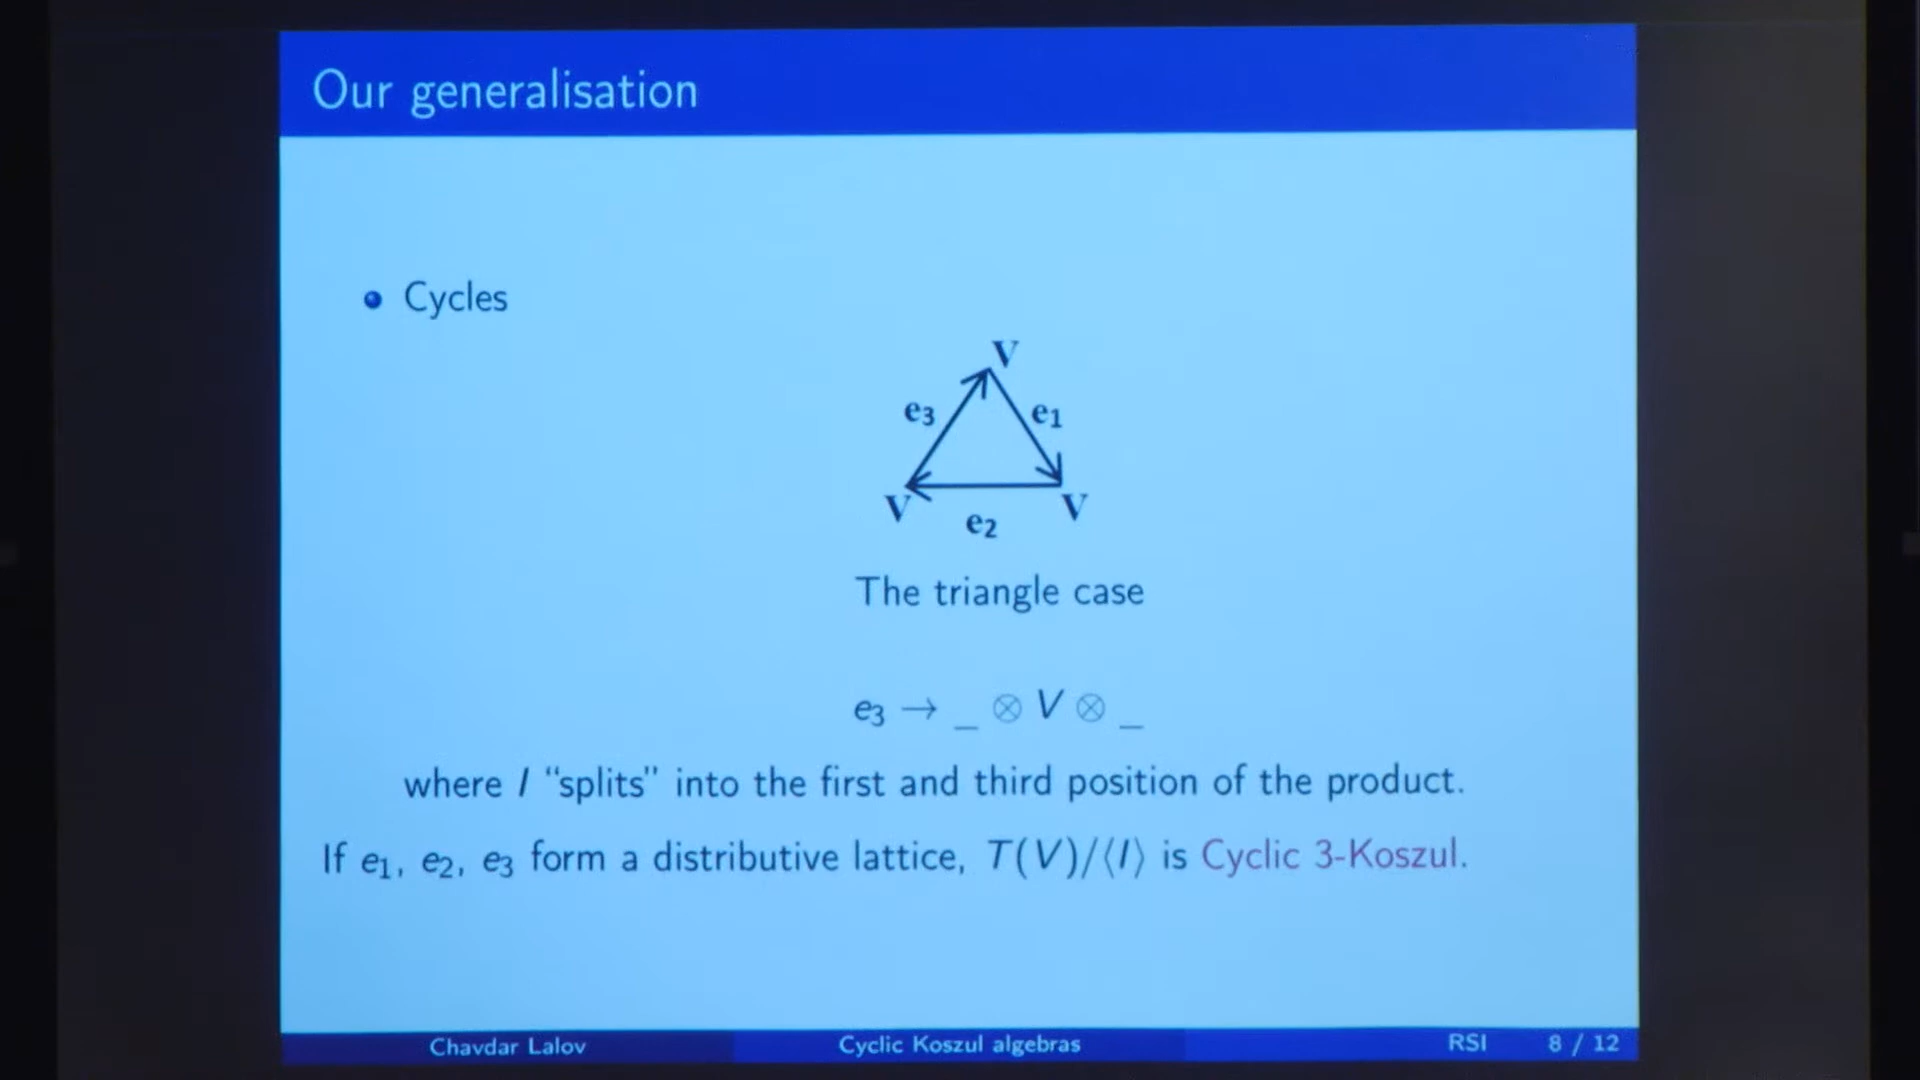 Our generalisation
Cycles
V
e₃ e₁
V V
e₂
The triangle case
e₃ → _ ⊗ V ⊗ _
where I “splits” into the first and third position of the product.
If e₁, e₂, e₃ form a distributive lattice, T(V)/⟨I⟩ is Cyclic 3-Koszul.
Chavdar Lalov Cyclic Koszul algebras RSI 8 / 12